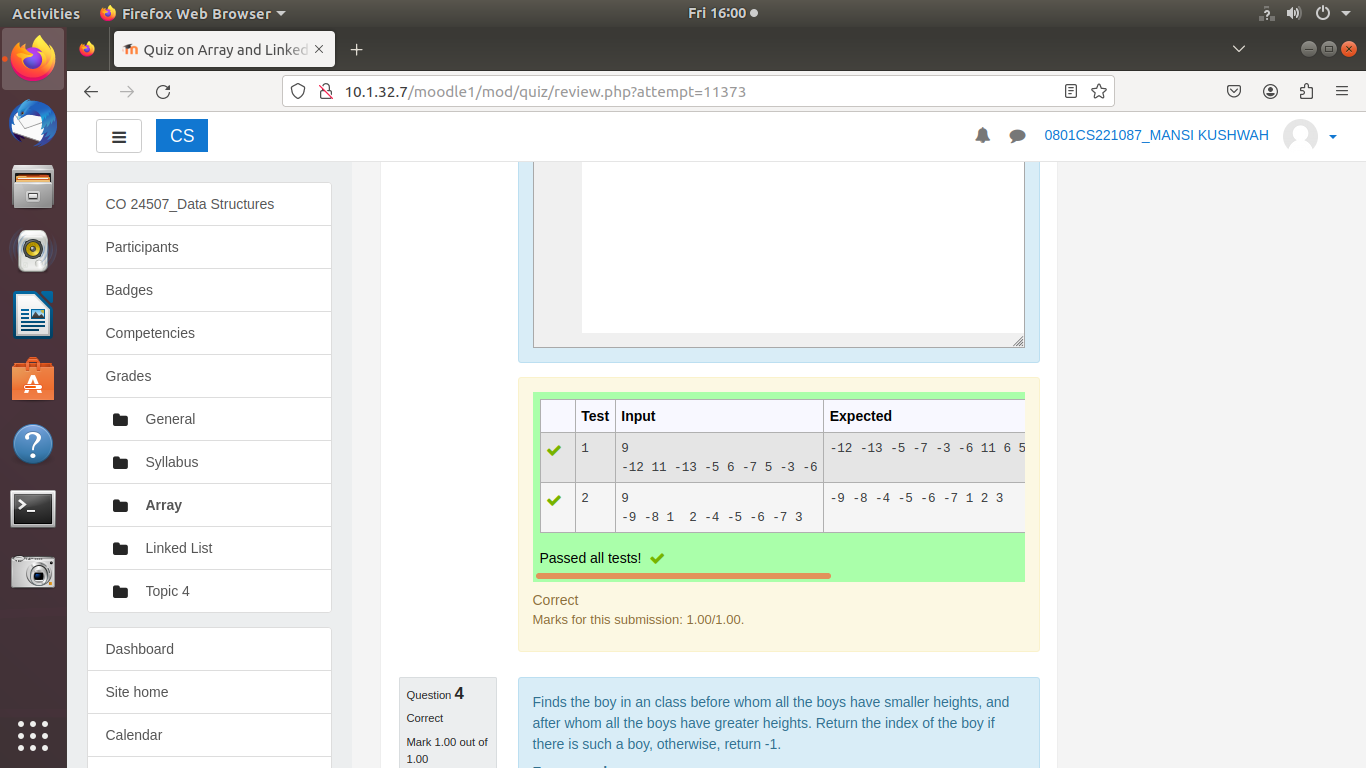 Activities
Firefox Web Browser
Fri 16:00
Quiz on Array and Linked
10.1.32.7/moodle1/mod/quiz/review.php?attempt=11373
CS
0801CS221087_MANSI KUSHWAH
CO 24507_Data Structures
Participants
Badges
Competencies
Grades
General
Syllabus
Array
Linked List
Topic 4
Dashboard
Site home
Calendar
Test Input Expected
1 9 -12 -13 -5 -7 -3 -6 11 6 5
-12 11 -13 -5 6 -7 5 -3 -6
2 9 -9 -8 -4 -5 -6 -7 1 2 3
-9 -8 1  2 -4 -5 -6 -7 3
Passed all tests!
Correct
Marks for this submission: 1.00/1.00.
Question 4
Correct
Mark 1.00 out of
1.00
Finds the boy in an class before whom all the boys have smaller heights, and
after whom all the boys have greater heights. Return the index of the boy if
there is such a boy, otherwise, return -1.